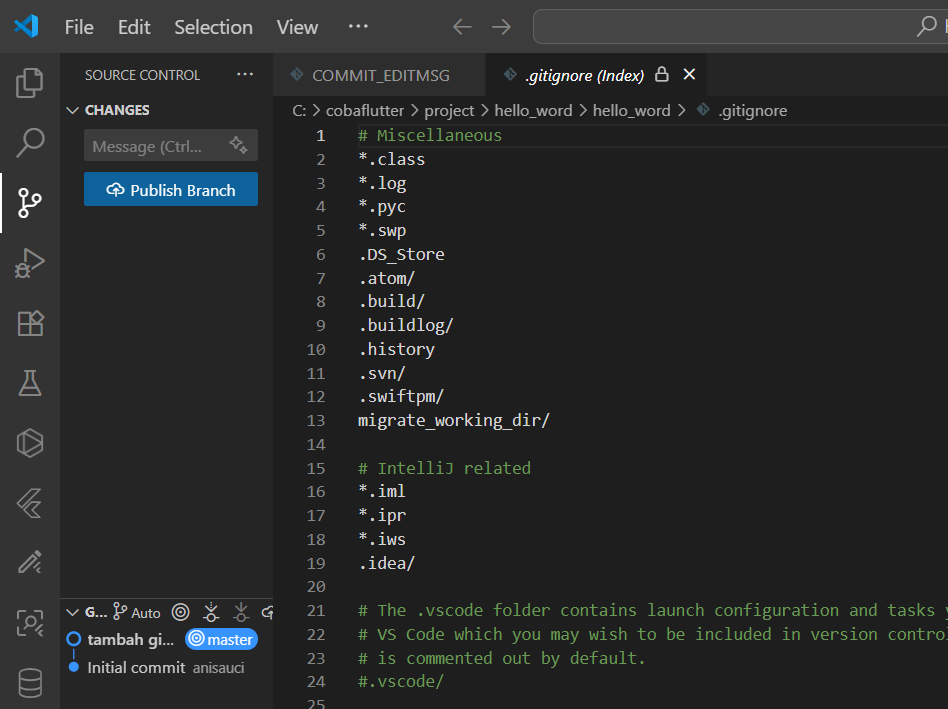 File Edit Selection View ...
SOURCE CONTROL ...
CHANGES
Message (Ctrl...
Publish Branch
G... Auto
tambah gi... master
Initial commit anisauci
COMMIT_EDITMSG .gitignore (Index)
C: > cobaflutter > project > hello_word > hello_word > .gitignore
1 # Miscellaneous
2 *.class
3 *.log
4 *.pyc
5 *.swp
6 .DS_Store
7 .atom/
8 .build/
9 .buildlog/
10 .history
11 .svn/
12 .swiftpm/
13 migrate_working_dir/
14
15 # IntelliJ related
16 *.iml
17 *.ipr
18 *.iws
19 .idea/
20
21 # The .vscode folder contains launch configuration and tasks
22 # VS Code which you may wish to be included in version contro
23 # is commented out by default.
24 #.vscode/
25